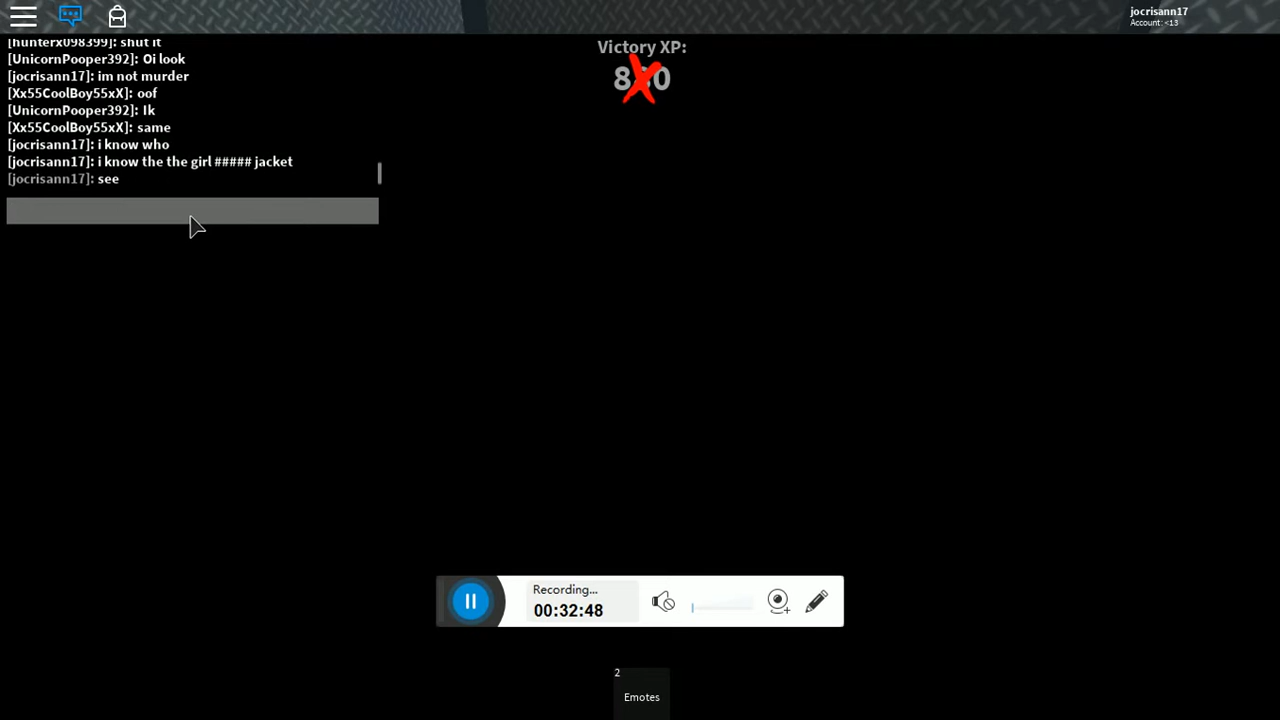 jocrisann17
Account: <13
[hunterx098399]: shut it
[UnicornPooper392]: Oi look
[jocrisann17]: im not murder
[Xx55CoolBoy55xX]: oof
[UnicornPooper392]: Ik
[Xx55CoolBoy55xX]: same
[jocrisann17]: i know who
[jocrisann17]: i know the the girl ##### jacket
[jocrisann17]: see
Victory XP:
Recording...
00:32:48
2
Emotes